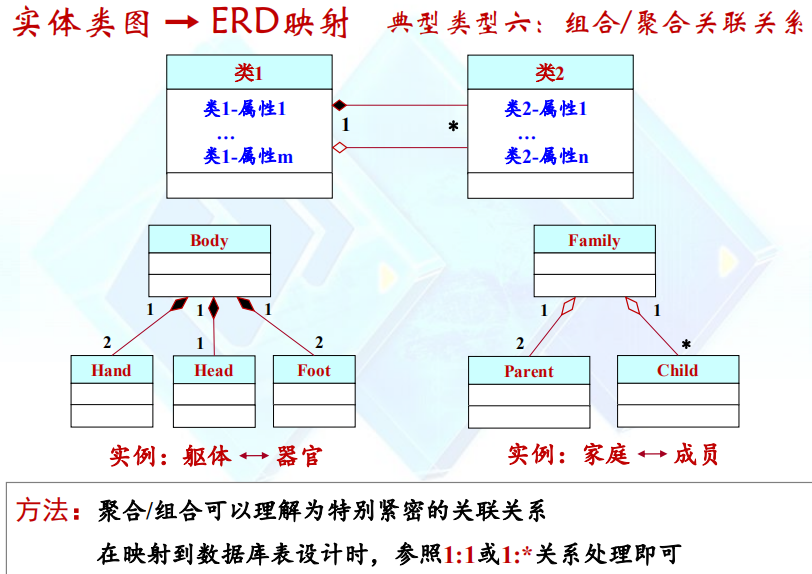 实体类图 → ERD映射 典型类型六：组合/聚合关联关系
类1 类2
类1-属性1 类2-属性1
1 *
… …
类1-属性m 类2-属性n
Body Family
1 1 1 1 1
2 1 2 2 *
Hand Head Foot Parent Child
实例：躯体 ↔ 器官 实例：家庭 ↔ 成员
方法：聚合/组合可以理解为特别紧密的关联关系
在映射到数据库表设计时，参照1:1或1:*关系处理即可